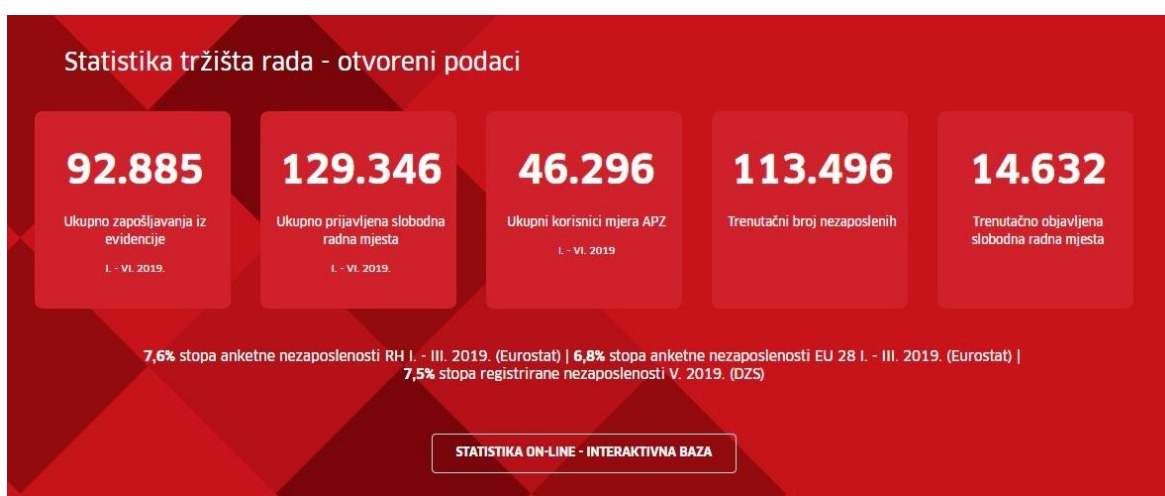 Statistika tržišta rada - otvoreni podaci
92.885
Ukupno zapošljavanja iz
evidencije
I. - VI. 2019.
129.346
Ukupno prijavljena slobodna
radna mjesta
I. - VI. 2019.
46.296
Ukupni korisnici mjera APZ
I. - VI. 2019
113.496
Trenutačni broj nezaposlenih
14.632
Trenutačno objavljena
slobodna radna mjesta
7,6% stopa anketne nezaposlenosti RH I. - III. 2019. (Eurostat) | 6,8% stopa anketne nezaposlenosti EU 28 I. - III. 2019. (Eurostat) |
7,5% stopa registrirane nezaposlenosti V. 2019. (DZS)
STATISTIKA ON-LINE - INTERAKTIVNA BAZA